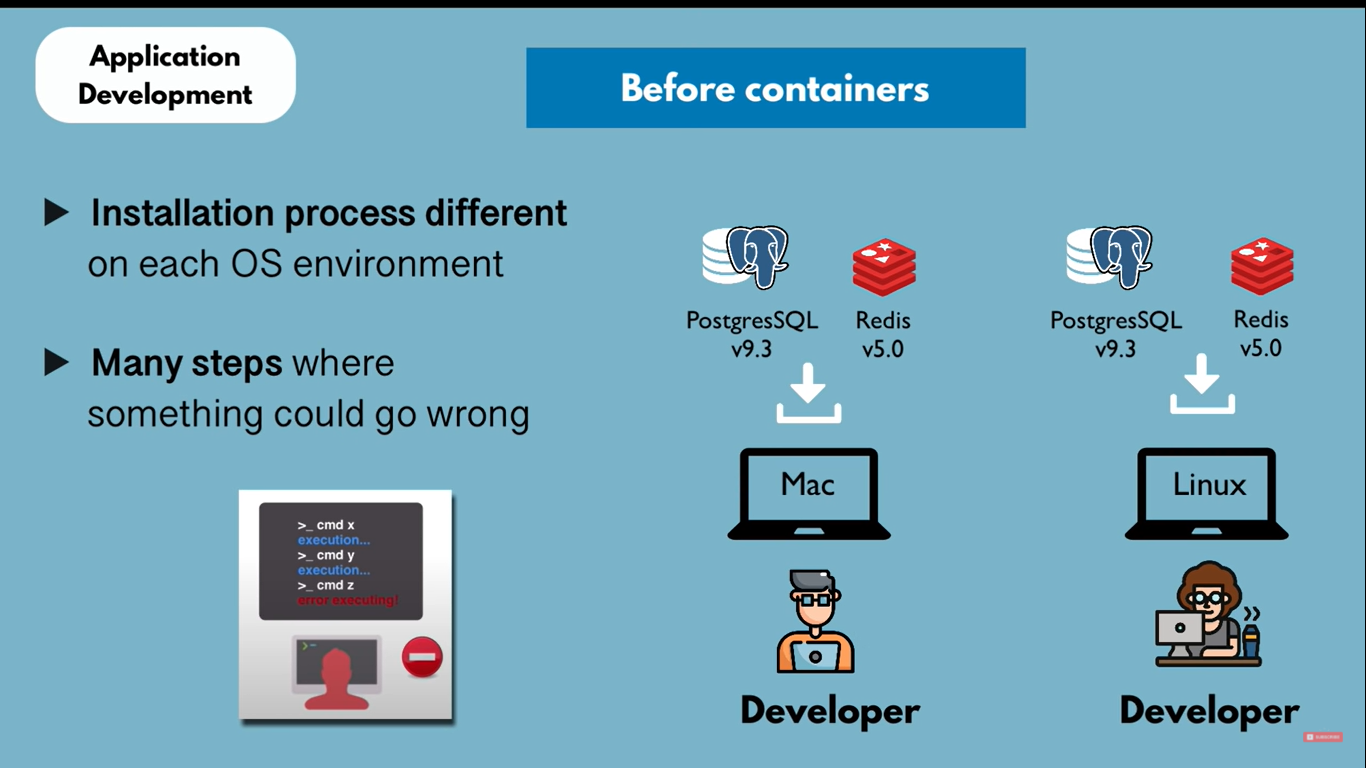 Application
Development
Before containers
Installation process different
on each OS environment
Many steps where
something could go wrong
>_ cmd x
execution...
>_ cmd y
execution...
>_ cmd z
error executing!
PostgresSQL
v9.3
Redis
v5.0
PostgresSQL
v9.3
Redis
v5.0
Mac
Linux
Developer
Developer
SUBSCRIBE